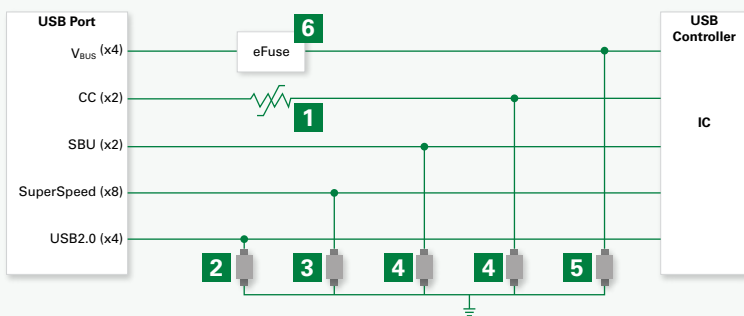 USB Port
VBUS (x4)
CC (x2)
SBU (x2)
SuperSpeed (x8)
USB2.0 (x4)
eFuse
6
1
2
3
4
4
5
USB
Controller
IC